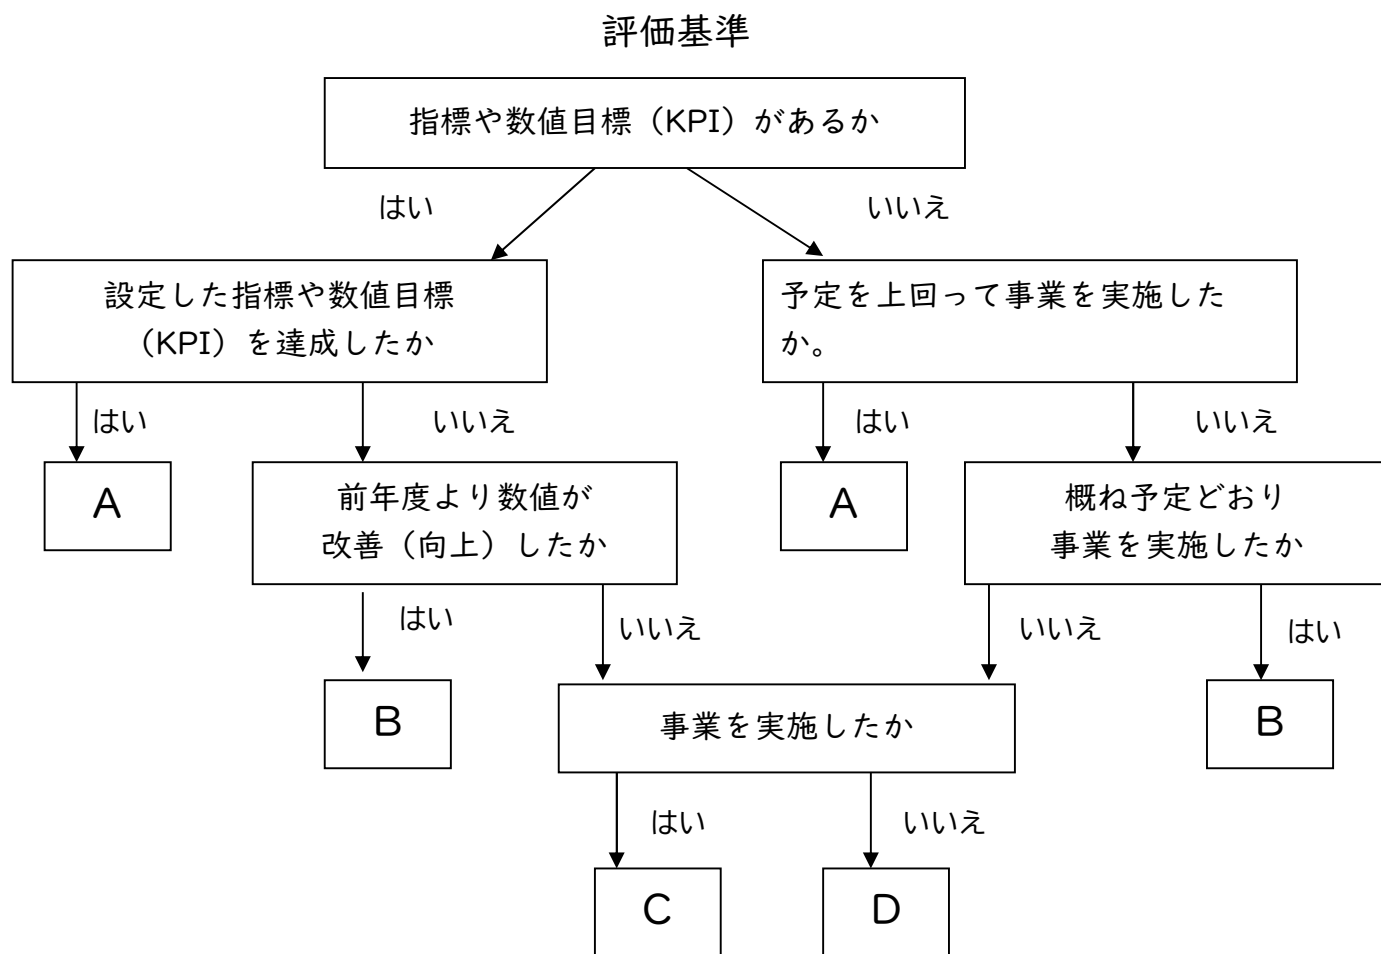 評価基準
指標や数値目標（KPI）があるか
はい
いいえ
設定した指標や数値目標
（KPI）を達成したか
予定を上回って事業を実施した
か。
はい
いいえ
はい
いいえ
A
前年度より数値が
改善（向上）したか
A
概ね予定どおり
事業を実施したか
はい
いいえ
いいえ
はい
B
事業を実施したか
B
はい
いいえ
C
D